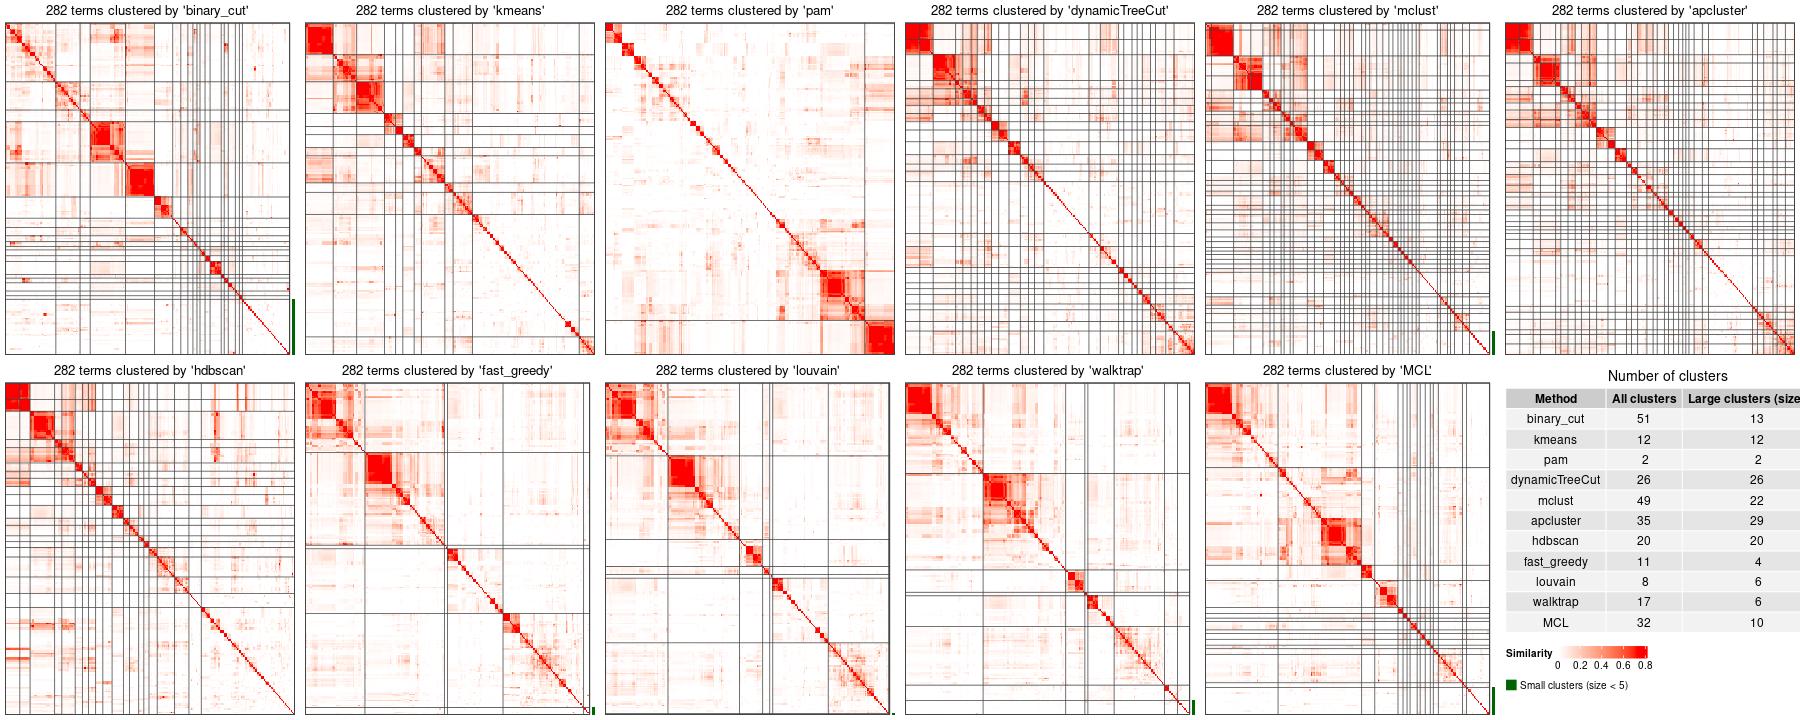 282 terms clustered by 'binary_cut'
282 terms clustered by 'kmeans'
282 terms clustered by 'pam'
282 terms clustered by 'dynamicTreeCut'
282 terms clustered by 'mclust'
282 terms clustered by 'apcluster'
282 terms clustered by 'hdbscan'
282 terms clustered by 'fast_greedy'
282 terms clustered by 'louvain'
282 terms clustered by 'walktrap'
282 terms clustered by 'MCL'
Number of clusters
Method All clusters Large clusters (size
binary_cut 51 13
kmeans 12 12
pam 2 2
dynamicTreeCut 26 26
mclust 49 22
apcluster 35 29
hdbscan 20 20
fast_greedy 11 4
louvain 8 6
walktrap 17 6
MCL 32 10
Similarity
0 0.2 0.4 0.6 0.8
Small clusters (size < 5)